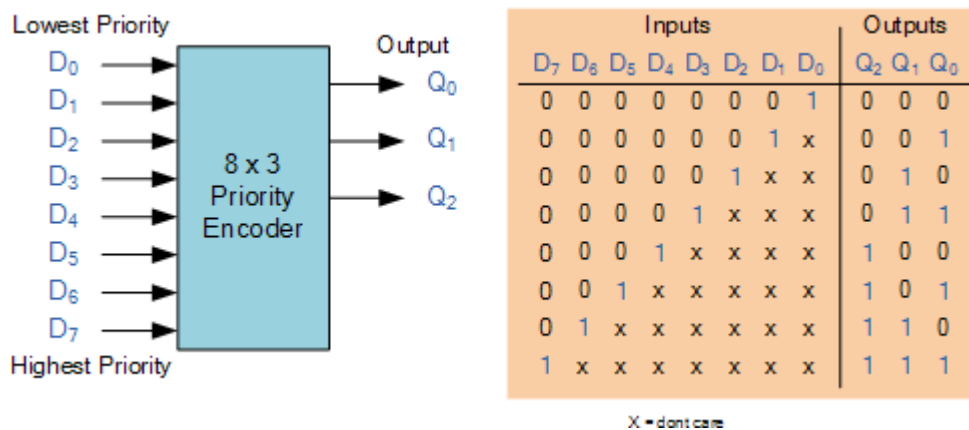 Lowest Priority
D0
D1
D2
D3
D4
D5
D6
D7
Highest Priority
8 x 3
Priority
Encoder
Output
Q0
Q1
Q2
Inputs Outputs
D7 D6 D5 D4 D3 D2 D1 D0 Q2 Q1 Q0
0 0 0 0 0 0 0 1 0 0 0
0 0 0 0 0 0 1 x 0 0 1
0 0 0 0 0 1 x x 0 1 0
0 0 0 0 1 x x x 0 1 1
0 0 0 1 x x x x 1 0 0
0 0 1 x x x x x 1 0 1
0 1 x x x x x x 1 1 0
1 x x x x x x x 1 1 1
X = dont care